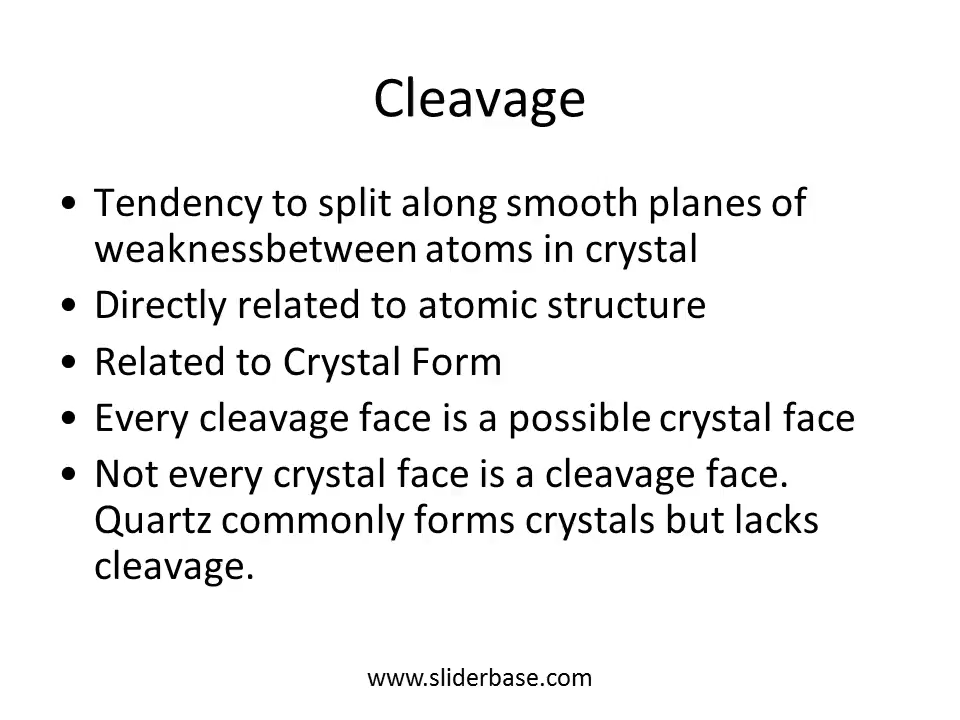 Cleavage
• Tendency to split along smooth planes of
weaknessbetween atoms in crystal
• Directly related to atomic structure
• Related to Crystal Form
• Every cleavage face is a possible crystal face
• Not every crystal face is a cleavage face.
Quartz commonly forms crystals but lacks
cleavage.
www.sliderbase.com